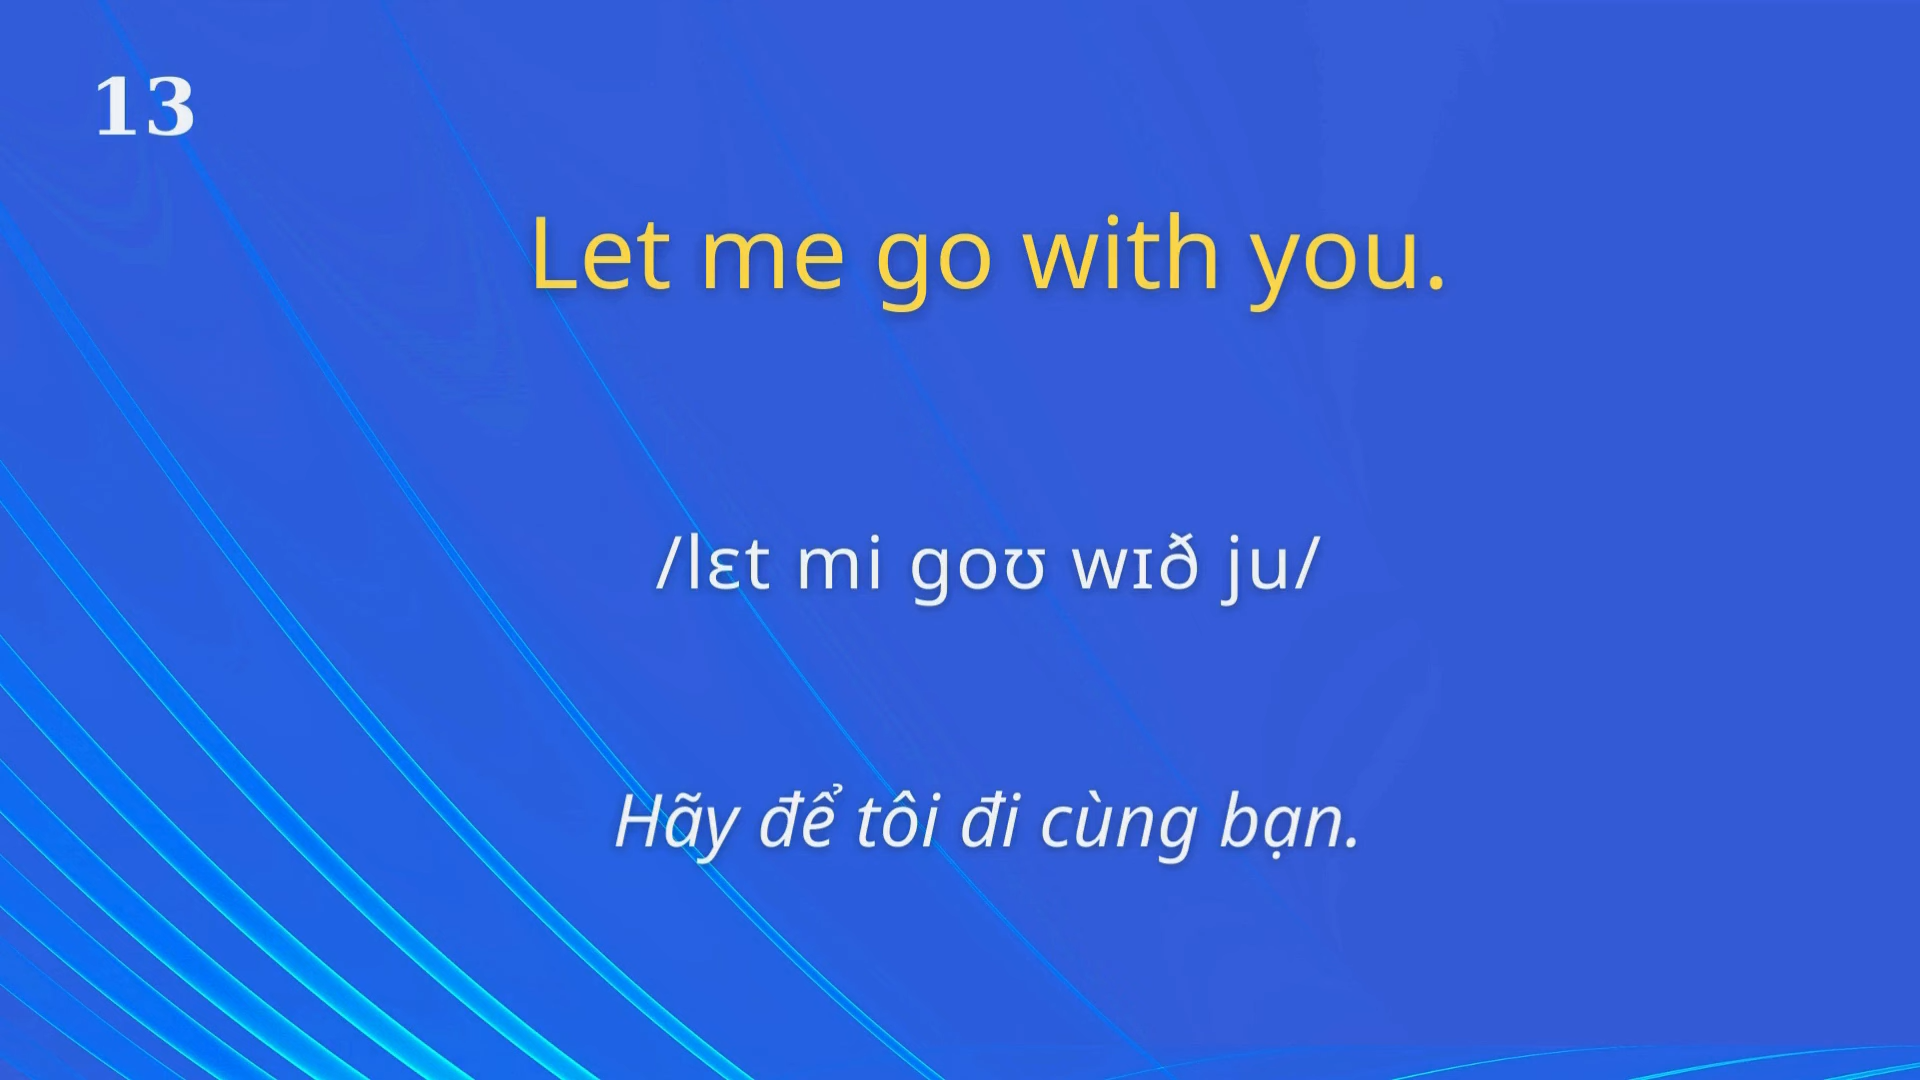 13
Let me go with you.
/lɛt mi goʊ wɪð ju/
Hãy để tôi đi cùng bạn.